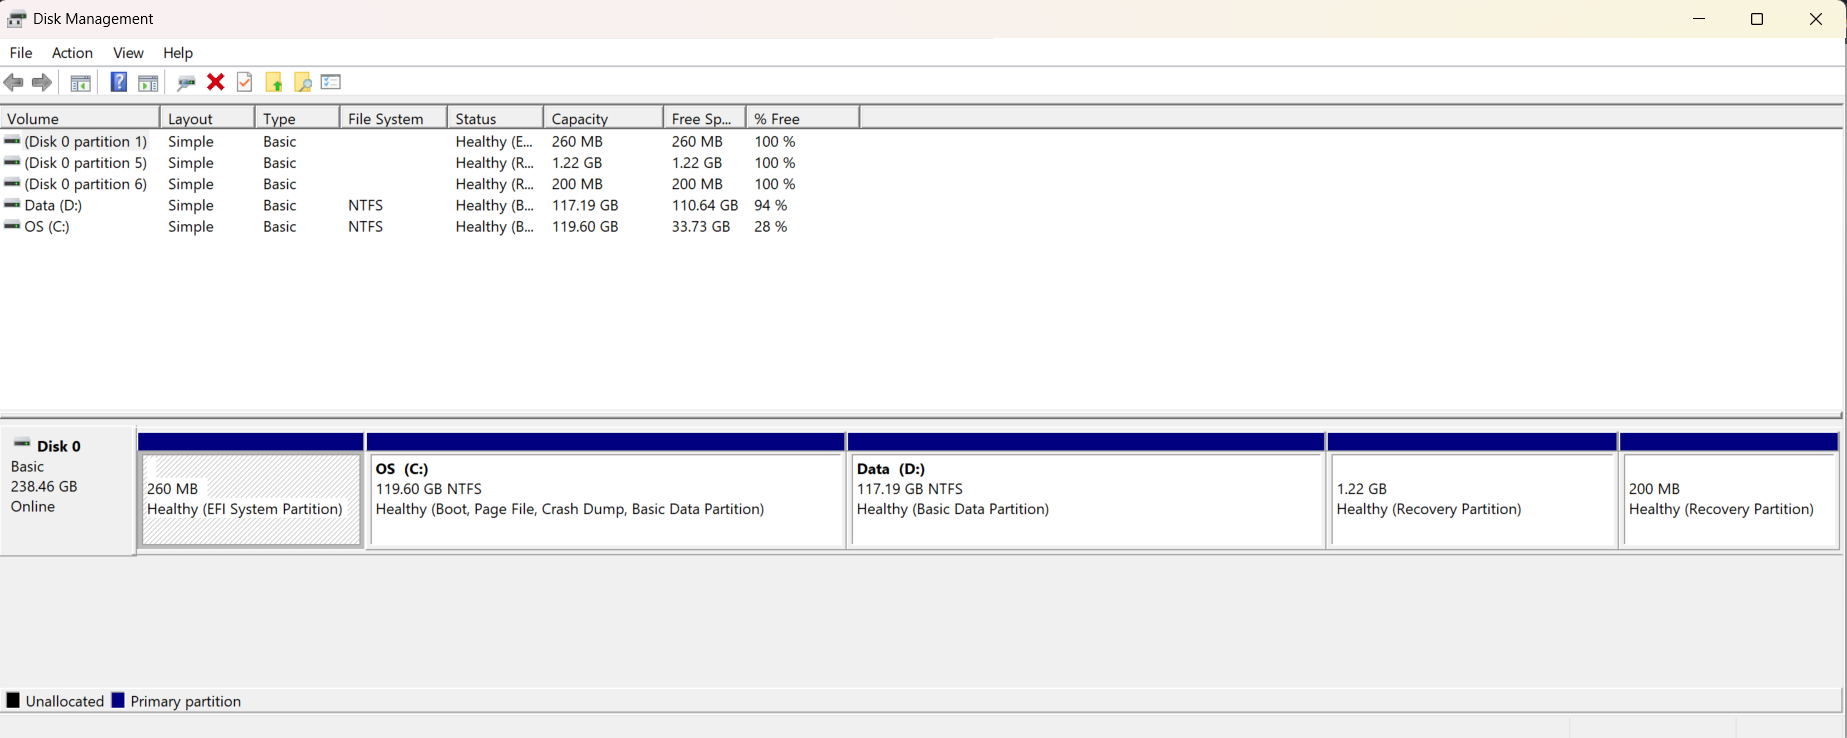 Disk Management
File Action View Help
Volume Layout Type File System Status Capacity Free Sp... % Free
(Disk 0 partition 1) Simple Basic Healthy (E... 260 MB 260 MB 100 %
(Disk 0 partition 5) Simple Basic Healthy (R... 1.22 GB 1.22 GB 100 %
(Disk 0 partition 6) Simple Basic Healthy (R... 200 MB 200 MB 100 %
Data (D:) Simple Basic NTFS Healthy (B... 117.19 GB 110.64 GB 94 %
OS (C:) Simple Basic NTFS Healthy (B... 119.60 GB 33.73 GB 28 %
Disk 0
Basic
238.46 GB
Online
260 MB
Healthy (EFI System Partition)
OS (C:)
119.60 GB NTFS
Healthy (Boot, Page File, Crash Dump, Basic Data Partition)
Data (D:)
117.19 GB NTFS
Healthy (Basic Data Partition)
1.22 GB
Healthy (Recovery Partition)
200 MB
Healthy (Recovery Partition)
Unallocated Primary partition